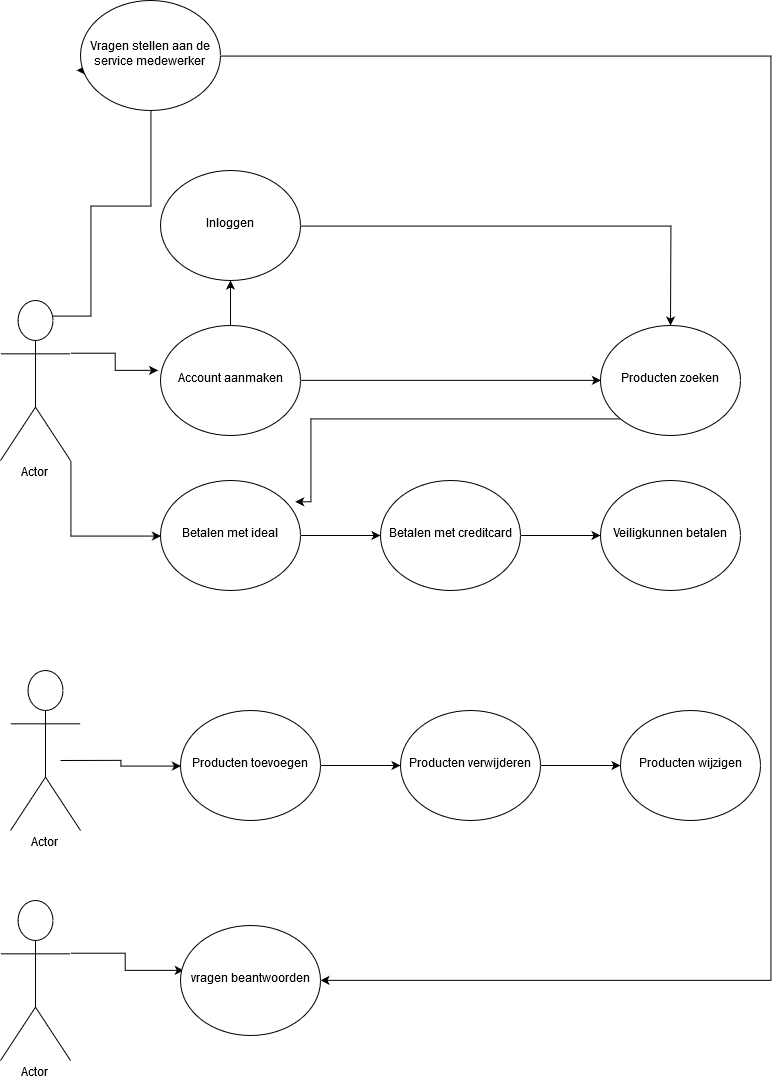 Vragen stellen aan de
service medewerker
Inloggen
Account aanmaken
Producten zoeken
Actor
Betalen met ideal
Betalen met creditcard
Veiligkunnen betalen
Producten toevoegen
Producten verwijderen
Producten wijzigen
Actor
vragen beantwoorden
Actor